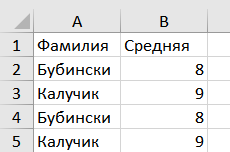 A B
1 Фамилия Средняя
2 Бубински 8
3 Калучик 9
4 Бубински 8
5 Калучик 9